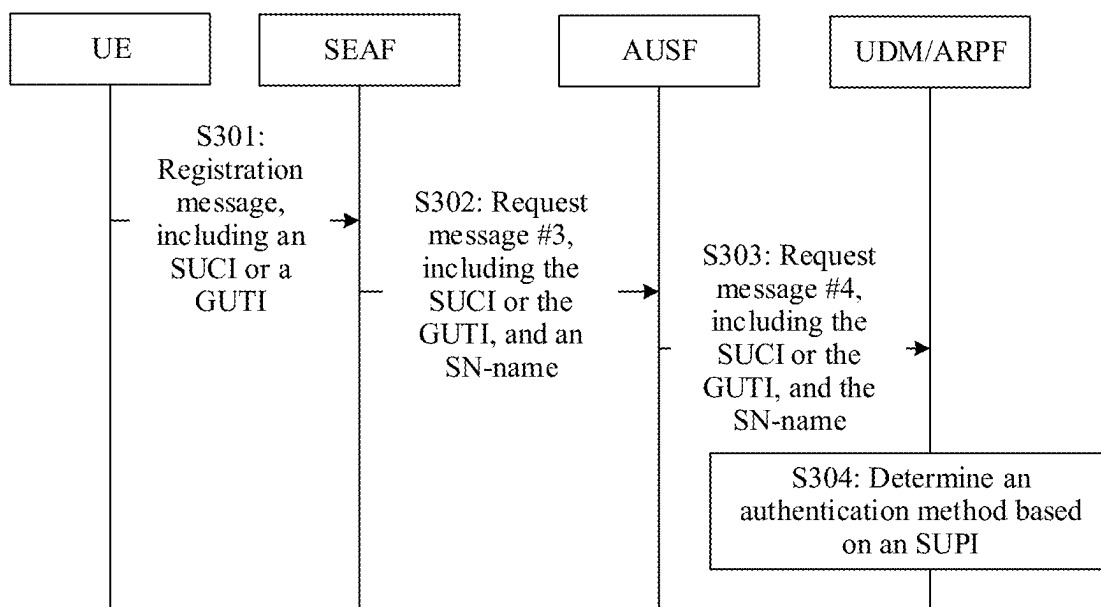 UE
SEAF
AUSF
UDM/ARPF
S301:
Registration
message,
including an
SUCI or a
GUTI
S302: Request
message #3,
including the
SUCI or the
GUTI, and an
SN-name
S303: Request
message #4,
including the
SUCI or the
GUTI, and the
SN-name
S304: Determine an
authentication method based
on an SUPI